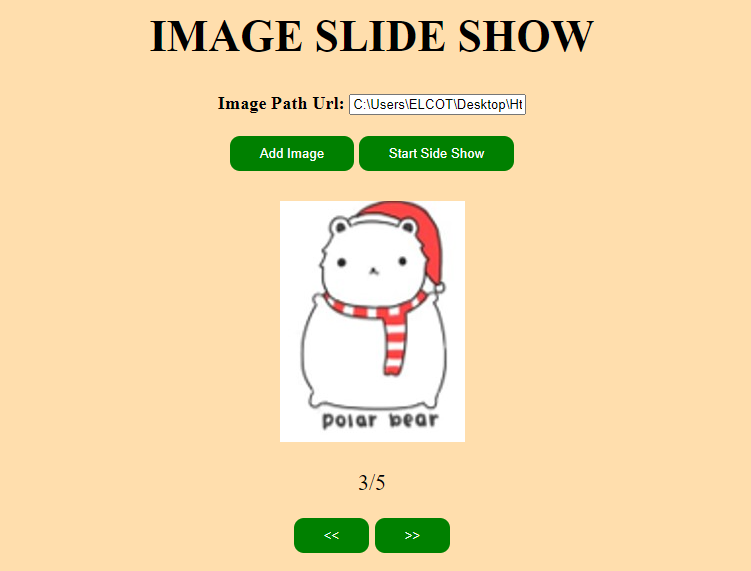 IMAGE SLIDE SHOW
Image Path Url: C:\Users\ELCOT\Desktop\Ht
Add Image Start Side Show
polar bear
3/5
<< >>